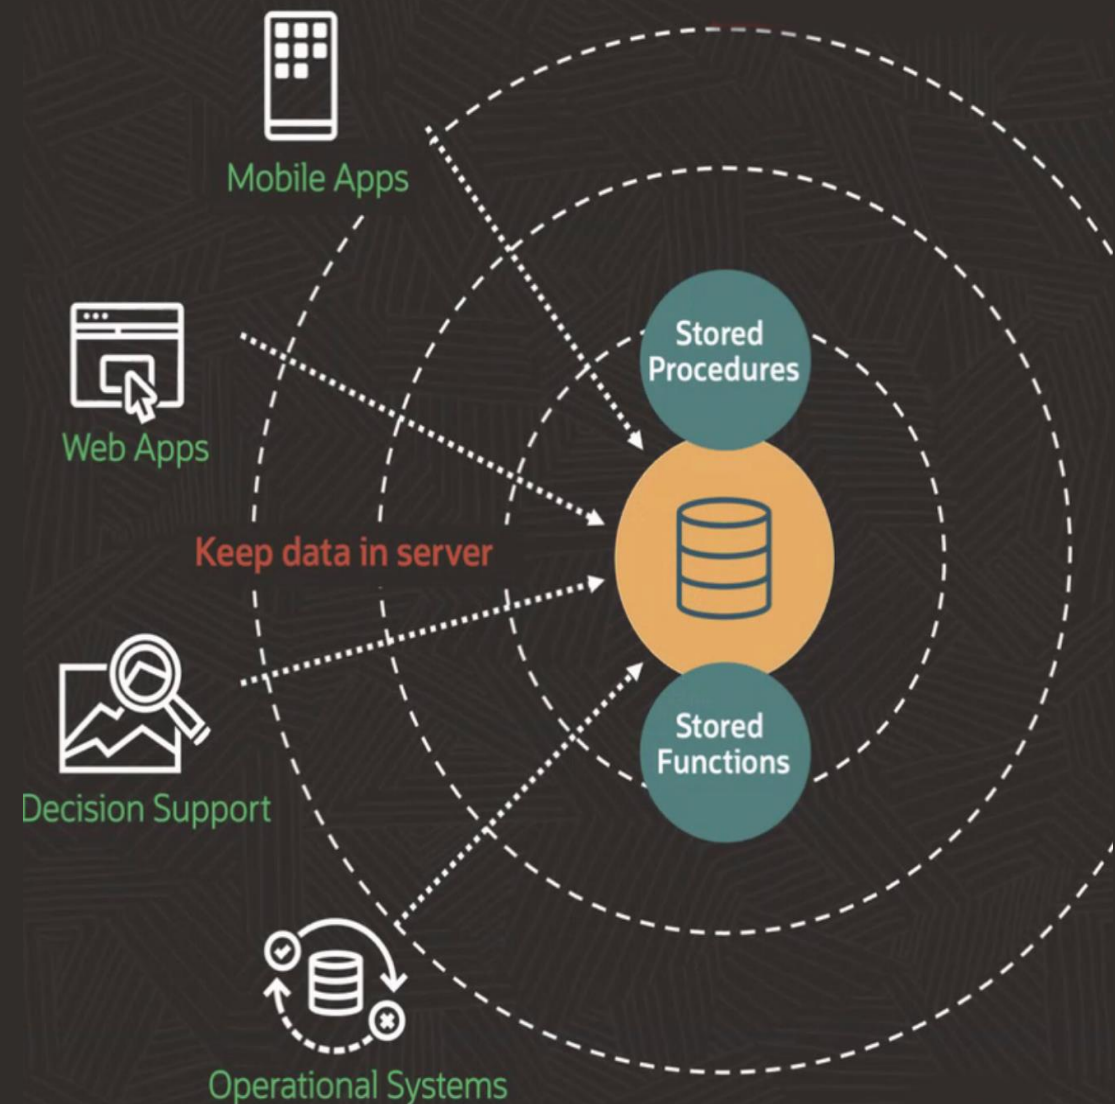 Mobile Apps
Stored
Procedures
Web Apps
Keep data in server
Stored
Functions
Decision Support
Operational Systems